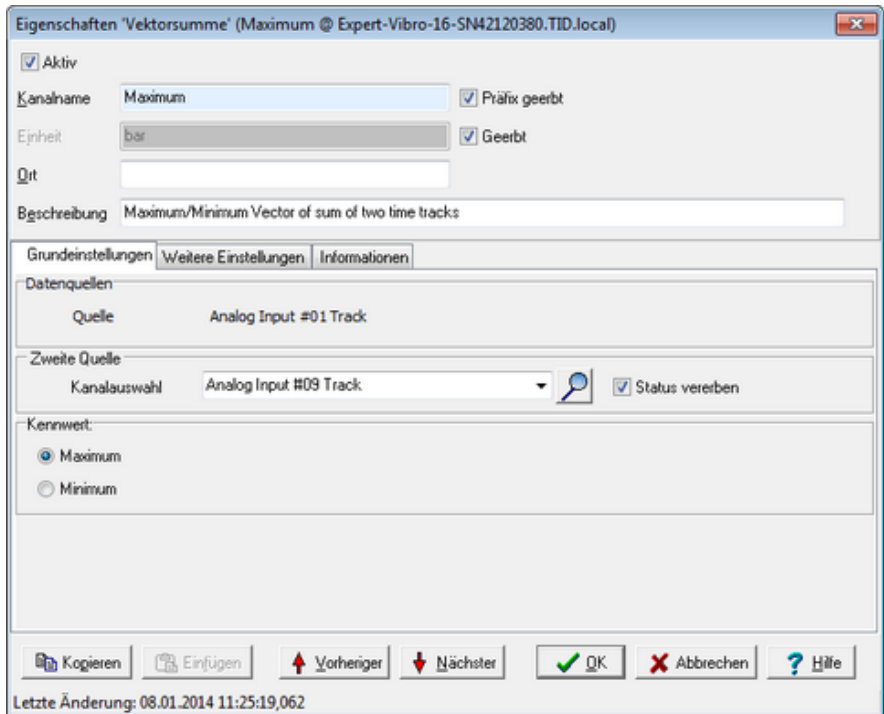 Eigenschaften 'Vektorsumme' (Maximum @ Expert-Vibro-16-SN42120380.TID.local)
Aktiv
Kanalname Maximum Präfix geerbt
Einheit bar Geerbt
Ort
Beschreibung Maximum/Minimum Vector of sum of two time tracks
Grundeinstellungen Weitere Einstellungen Informationen
Datenquellen
Quelle Analog Input #01 Track
Zweite Quelle
Kanalauswahl Analog Input #09 Track Status vererben
Kennwert:
Maximum
Minimum
Kopieren Einfügen Vorheriger Nächster OK Abbrechen ? Hilfe
Letzte Änderung: 08.01.2014 11:25:19,062